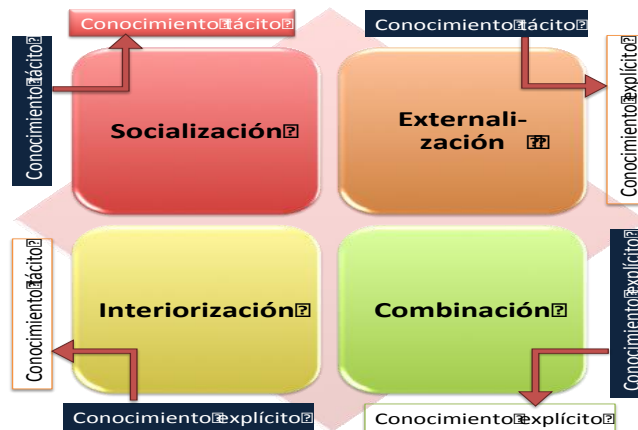 Conocimiento tácito
Conocimiento tácito
Conocimiento tácito
Conocimiento explícito
Socialización
Externali-
zación
Interiorización
Combinación
Conocimiento tácito
Conocimiento explícito
Conocimiento explícito
Conocimiento explícito